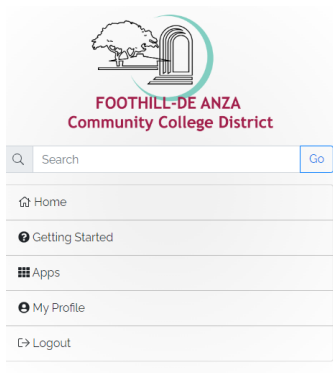 FOOTHILL-DE ANZA
Community College District
Search
Go
Home
Getting Started
Apps
My Profile
Logout